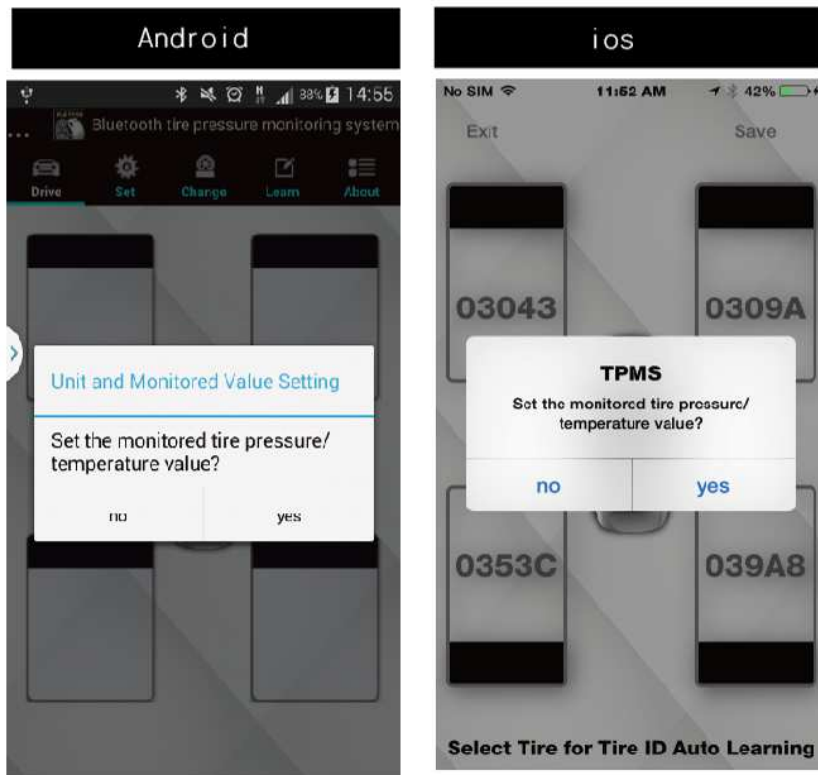 Android
14:55
38%
...
Bluetooth tire pressure monitoring system
Drive
Set
Change
Learn
About
Unit and Monitored Value Setting
Set the monitored tire pressure/
temperature value?
no
yes
ios
No SIM
11:52 AM
42%
Exit
Save
03043
0309A
TPMS
Set the monitored tire pressure/
temperature value?
no
yes
0353C
039A8
Select Tire for Tire ID Auto Learning